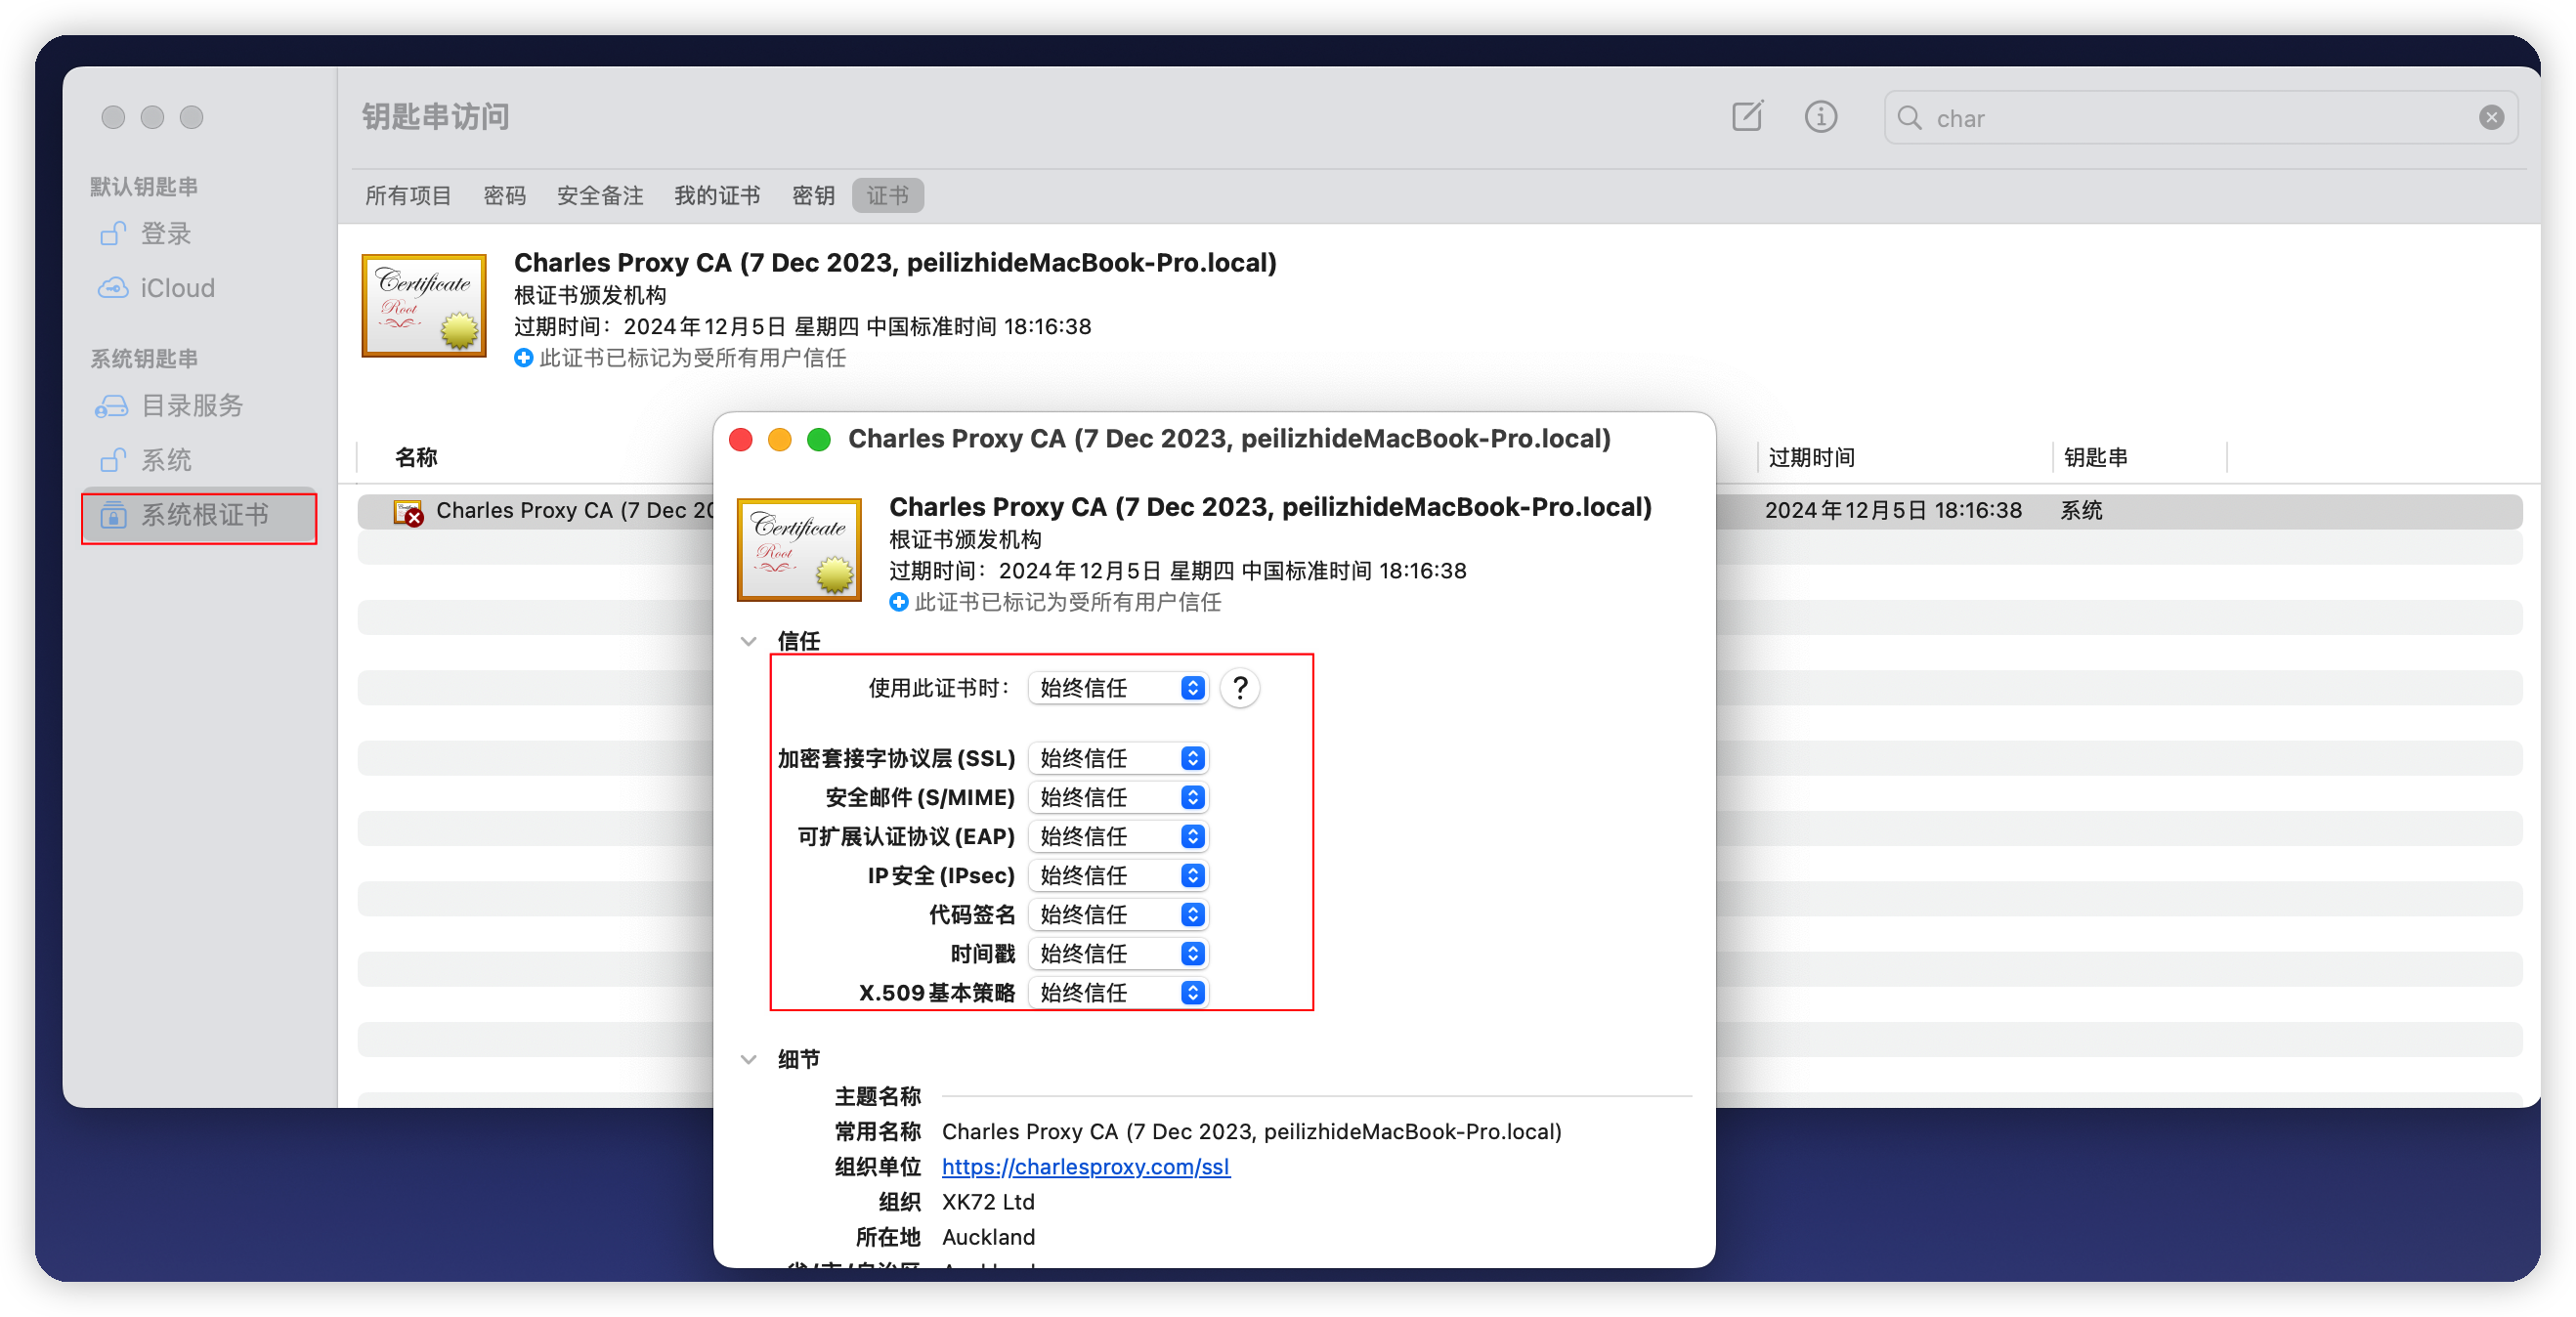 钥匙串访问
char
默认钥匙串
登录
iCloud
系统钥匙串
目录服务
系统
系统根证书
所有项目 密码 安全备注 我的证书 密钥 证书
Certificate
Root
Charles Proxy CA (7 Dec 2023, peilizhideMacBook-Pro.local)
根证书颁发机构
过期时间：2024年12月5日 星期四 中国标准时间 18:16:38
此证书已标记为受所有用户信任
名称 过期时间 钥匙串
Charles Proxy CA (7 Dec 20 2024年12月5日 18:16:38 系统
Charles Proxy CA (7 Dec 2023, peilizhideMacBook-Pro.local)
Certificate
Root
Charles Proxy CA (7 Dec 2023, peilizhideMacBook-Pro.local)
根证书颁发机构
过期时间：2024年12月5日 星期四 中国标准时间 18:16:38
此证书已标记为受所有用户信任
信任
使用此证书时： 始终信任 ?
加密套接字协议层 (SSL) 始终信任
安全邮件 (S/MIME) 始终信任
可扩展认证协议 (EAP) 始终信任
IP 安全 (IPsec) 始终信任
代码签名 始终信任
时间戳 始终信任
X.509 基本策略 始终信任
细节
主题名称
常用名称 Charles Proxy CA (7 Dec 2023, peilizhideMacBook-Pro.local)
组织单位 https://charlesproxy.com/ssl
组织 XK72 Ltd
所在地 Auckland